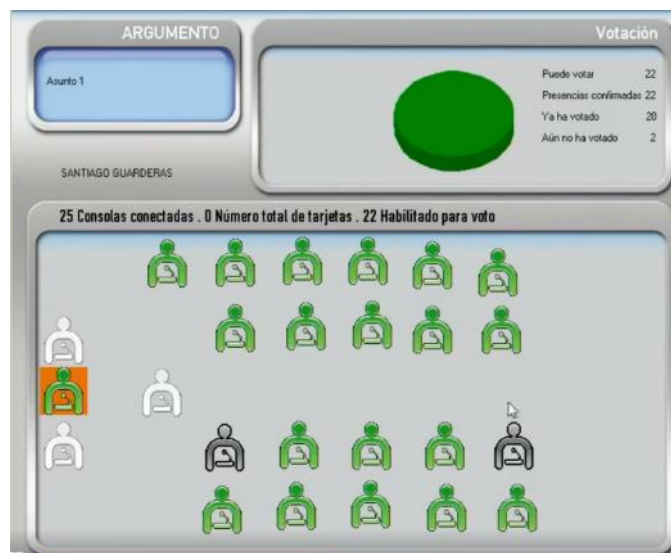 ARGUMENTO
Asunto 1
SANTIAGO GUARDERAS
Votación
Puede votar 22
Presencias confirmadas 22
Ya ha votado 20
Aún no ha votado 2
25 Consolas conectadas . 0 Número total de tarjetas . 22 Habilitado para voto